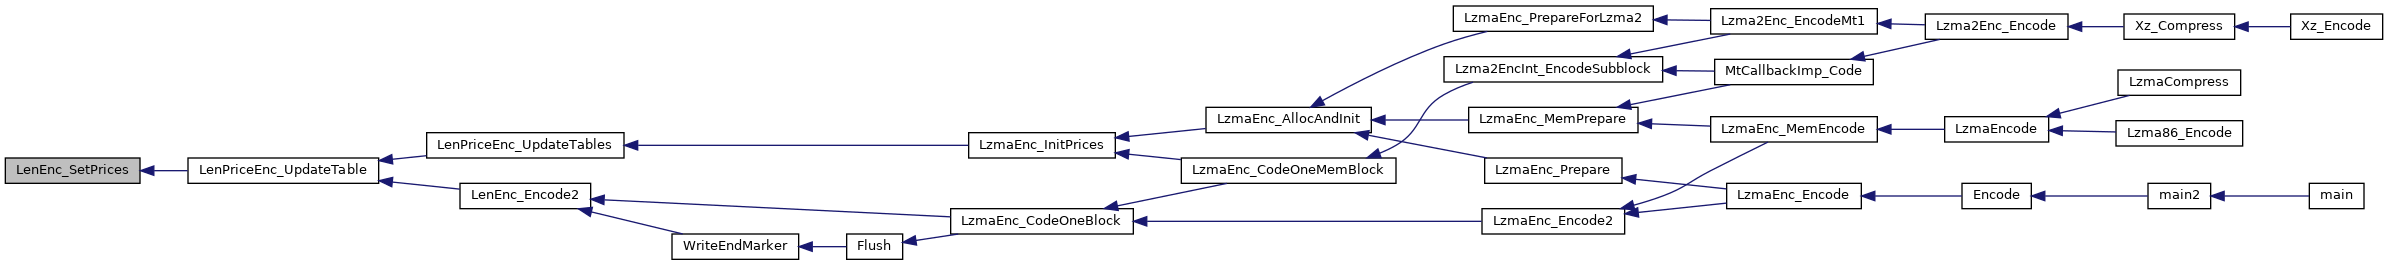 LenEnc_SetPrices
LenPriceEnc_UpdateTable
LenPriceEnc_UpdateTables
LenEnc_Encode2
WriteEndMarker
Flush
LzmaEnc_InitPrices
LzmaEnc_CodeOneBlock
LzmaEnc_AllocAndInit
LzmaEnc_CodeOneMemBlock
LzmaEnc_PrepareForLzma2
Lzma2EncInt_EncodeSubblock
LzmaEnc_MemPrepare
LzmaEnc_Prepare
LzmaEnc_Encode2
Lzma2Enc_EncodeMt1
MtCallbackImp_Code
LzmaEnc_MemEncode
LzmaEnc_Encode
Lzma2Enc_Encode
LzmaEncode
Encode
Xz_Compress
LzmaCompress
Lzma86_Encode
main2
Xz_Encode
main